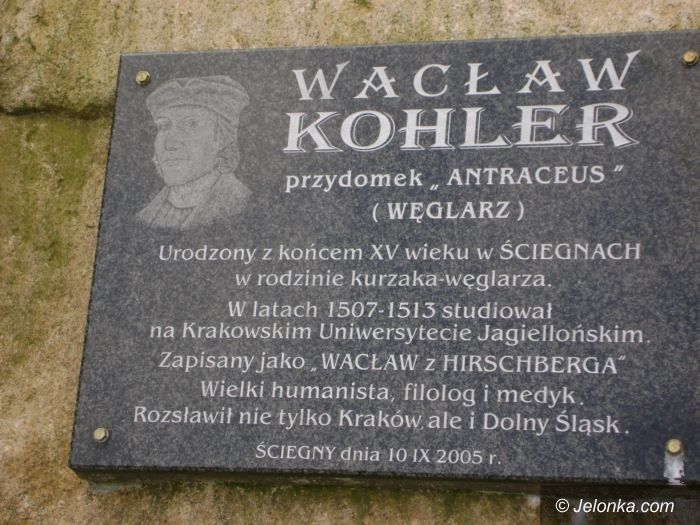 WACŁAW
KOHLER
przydomek „ ANTRACEUS ”
( WĘGLARZ )
Urodzony z końcem XV wieku w ŚCIEGNACH
w rodzinie kurzaka-węglarza.
W latach 1507-1513 studiował
na Krakowskim Uniwersytecie Jagiellońskim.
Zapisany jako „WACŁAW z HIRSCHBERGA”
Wielki humanista, filolog i medyk.
Rozsławił nie tylko Kraków, ale i Dolny Śląsk.
ŚCIEGNY dnia 10 IX 2005 r.
© Jelonka.com